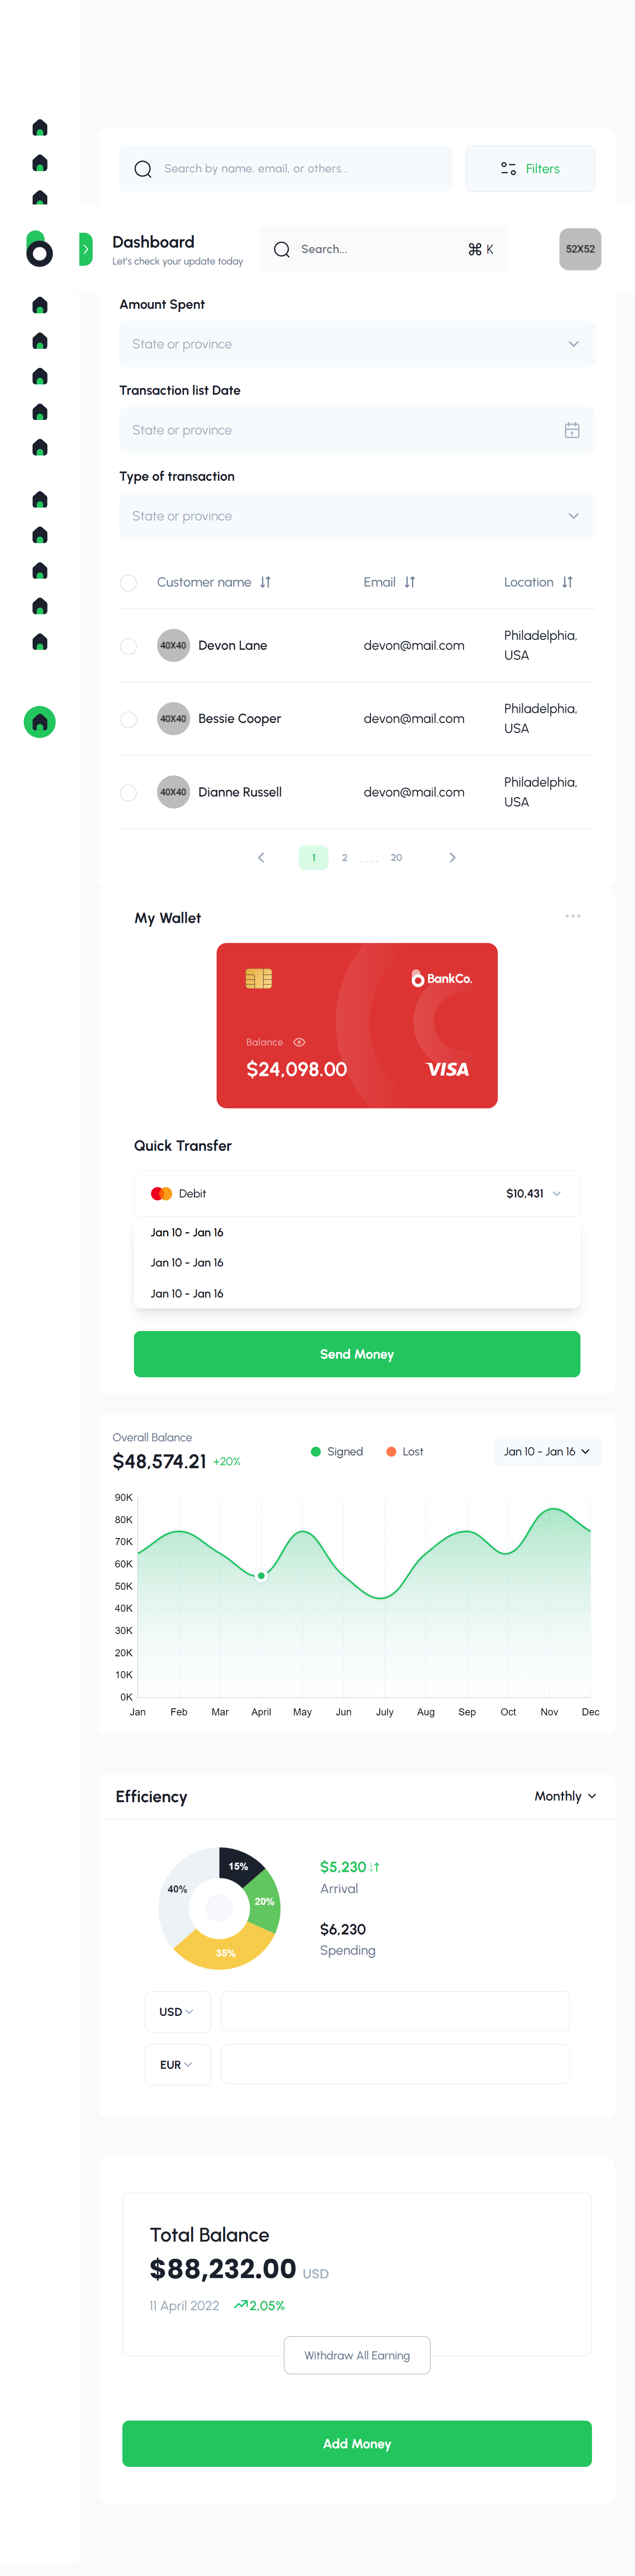 Search by name, email, or others...
Filters
Dashboard
Let's check your update today
Search...
K
52X52
Amount Spent
State or province
Transaction list Date
State or province
Type of transaction
State or province
Customer name
Email
Location
40X40
Devon Lane
devon@mail.com
Philadelphia,
USA
40X40
Bessie Cooper
devon@mail.com
Philadelphia,
USA
40X40
Dianne Russell
devon@mail.com
Philadelphia,
USA
1 2 .... 20
My Wallet
BankCo.
Balance
$24,098.00
VISA
Quick Transfer
Debit
$10,431
Jan 10 - Jan 16
Jan 10 - Jan 16
Jan 10 - Jan 16
Send Money
Overall Balance
$48,574.21 +20%
Signed
Lost
Jan 10 - Jan 16
90K
80K
70K
60K
50K
40K
30K
20K
10K
0K
Jan Feb Mar April May Jun July Aug Sep Oct Nov Dec
Efficiency
Monthly
15%
40%
20%
35%
$5,230
Arrival
$6,230
Spending
USD
EUR
Total Balance
$88,232.00 USD
11 April 2022 2,05%
Withdraw All Earning
Add Money